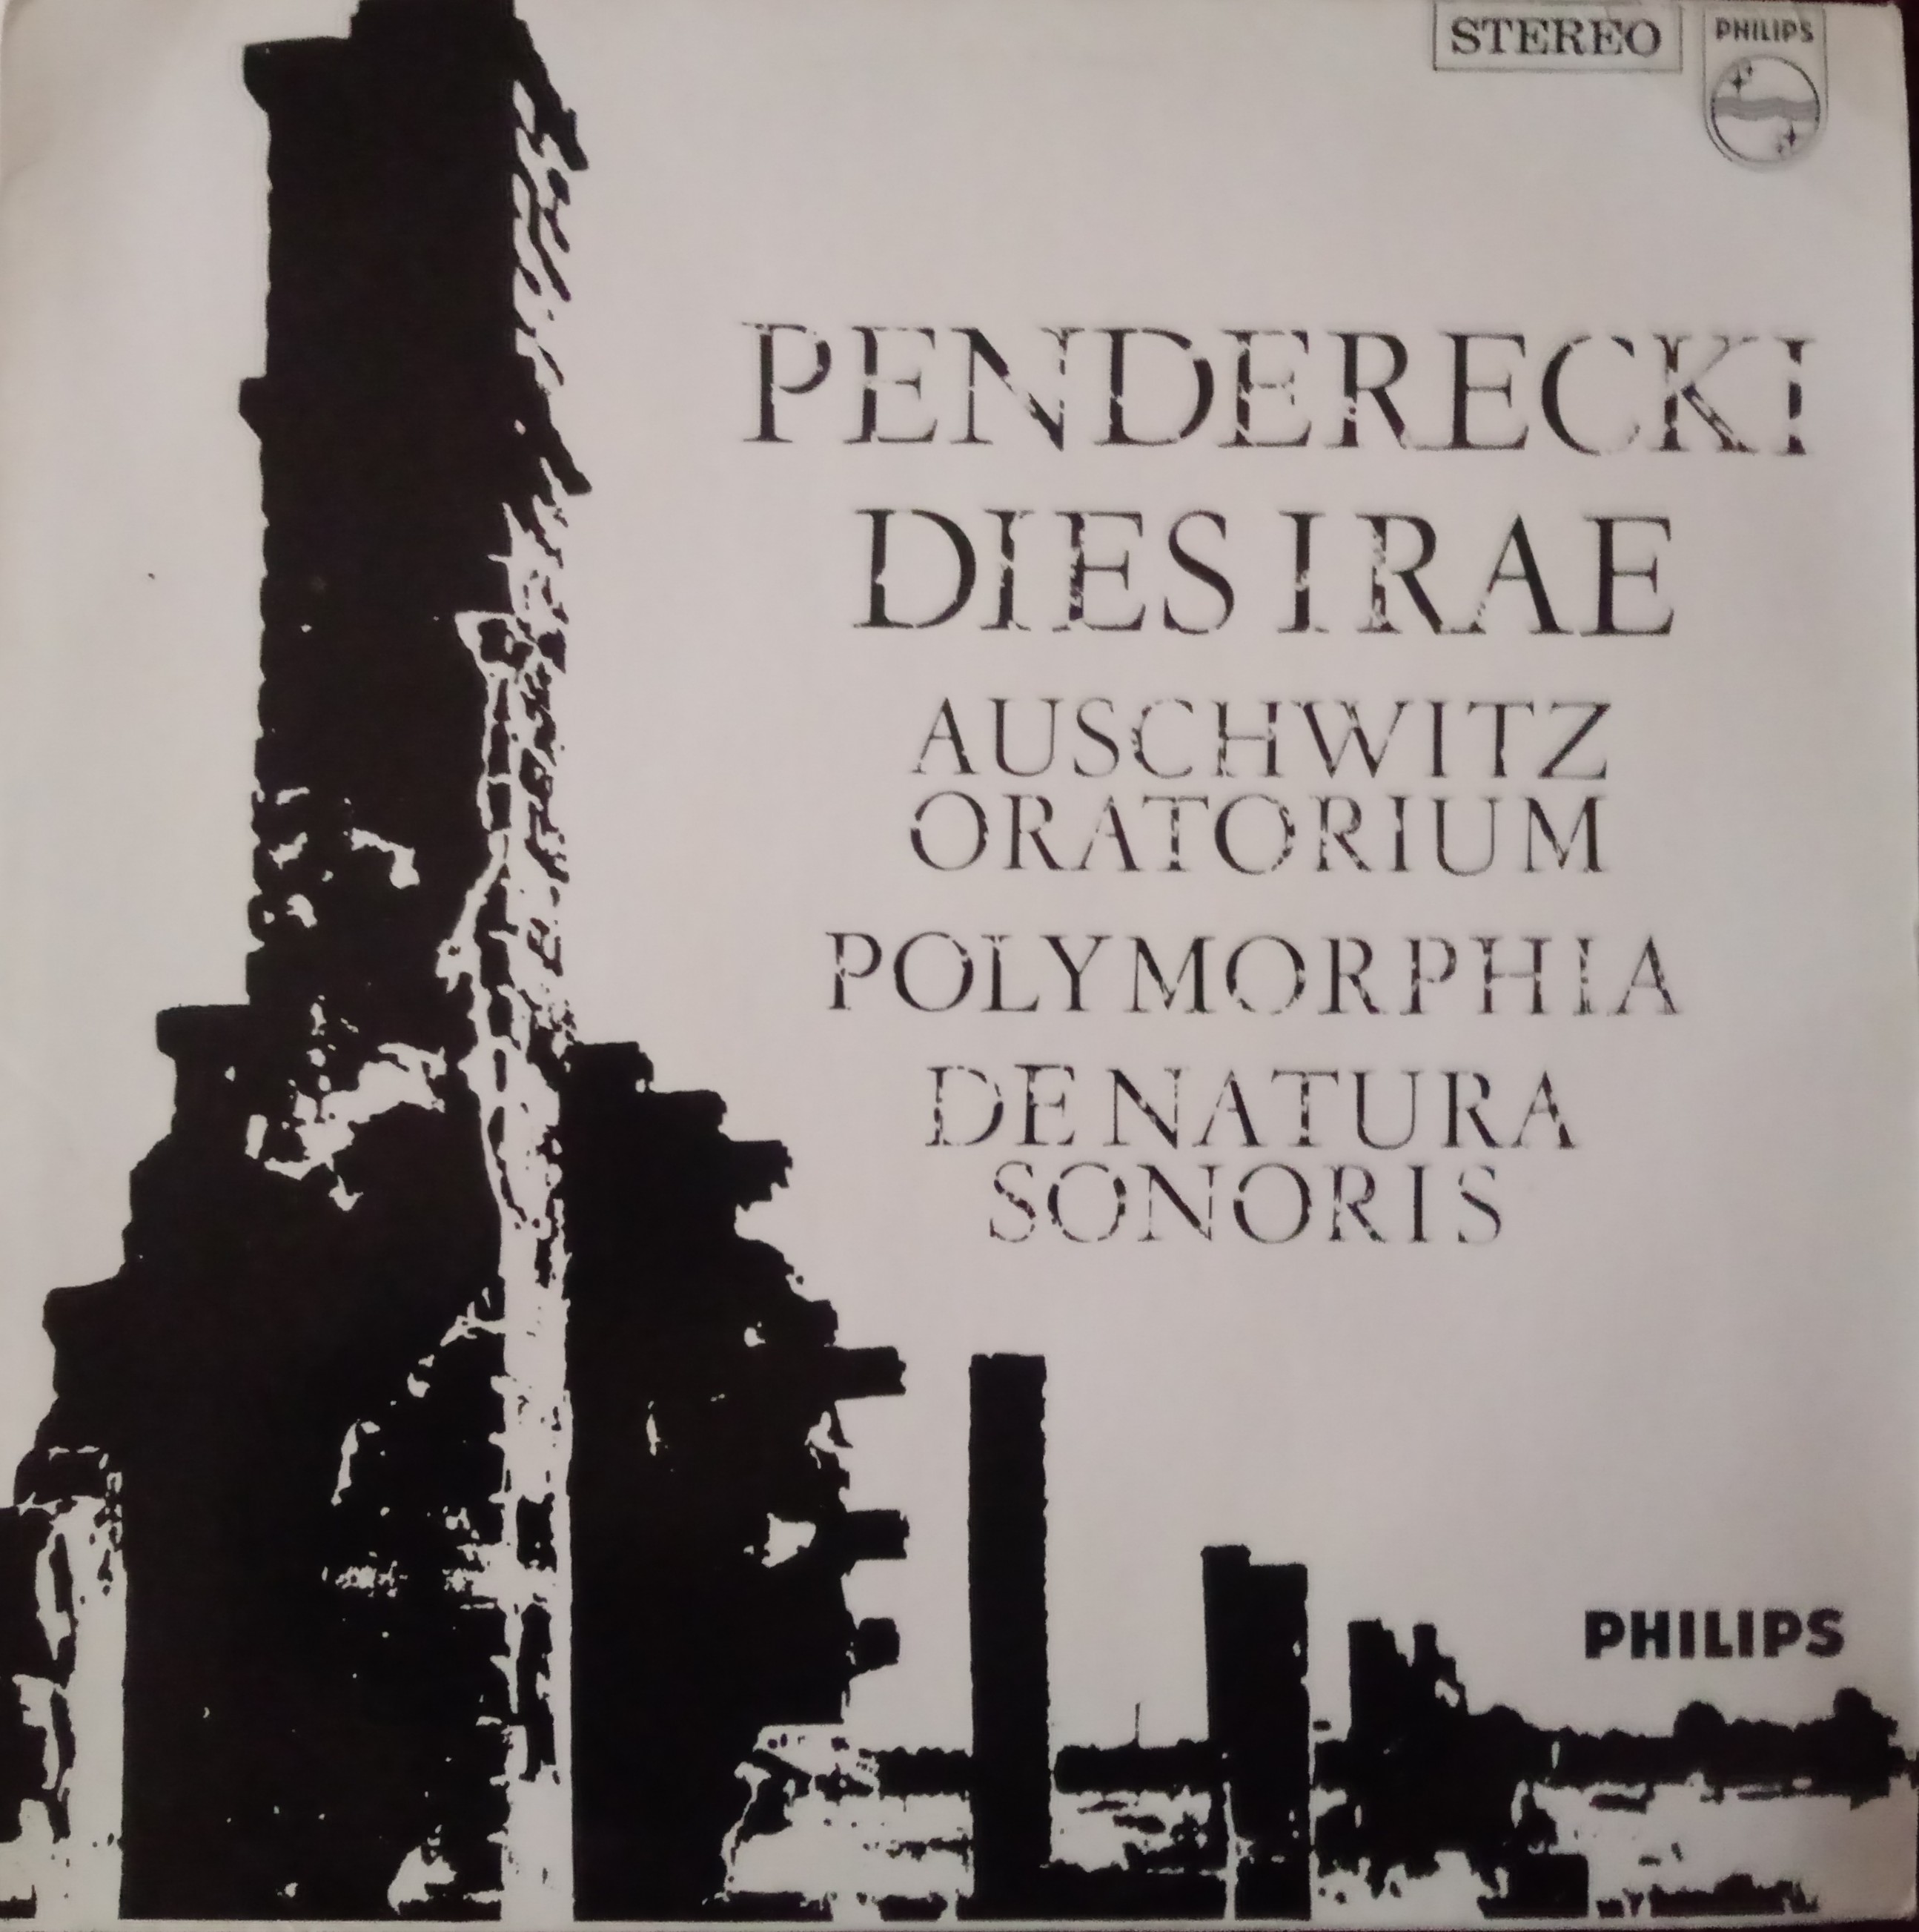 STEREO
PHILIPS
PENDERECKI
DIES IRAE
AUSCHWITZ
ORATORIUM
POLYMORPHIA
DE NATURA
SONORIS
PHILIPS